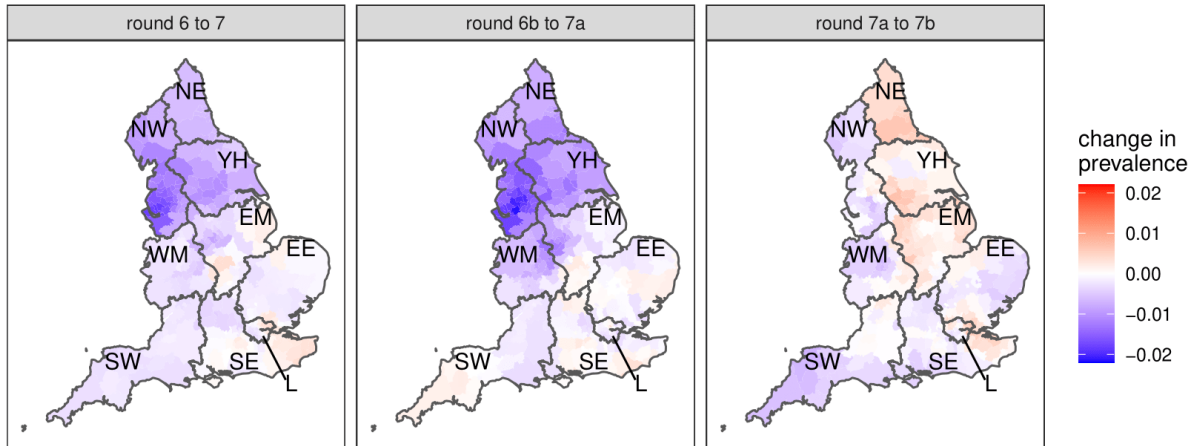 round 6 to 7
round 6b to 7a
round 7a to 7b
NE
NW
YH
EM
EE
WM
SW
SE
L
NE
NW
YH
EM
EE
WM
SW
SE
L
NE
NW
YH
EM
EE
WM
SW
SE
L
change in
prevalence
0.02
0.01
0.00
−0.01
−0.02